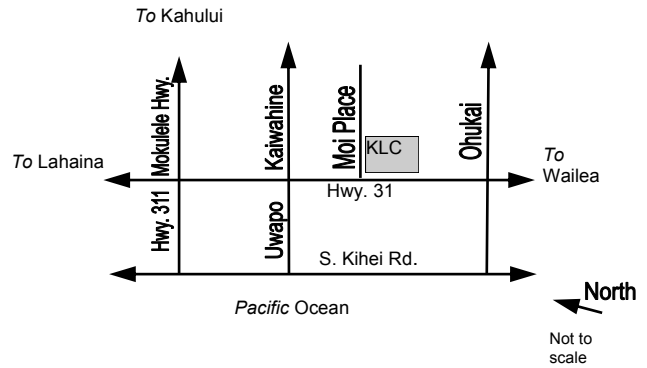 To Kahului
Hwy. 311 Mokulele Hwy.
Kaiwahine
Moi Place
KLC
Ohukai
To Lahaina
To
Wailea
Hwy. 31
Uwapo
S. Kihei Rd.
Pacific Ocean
North
Not to
scale